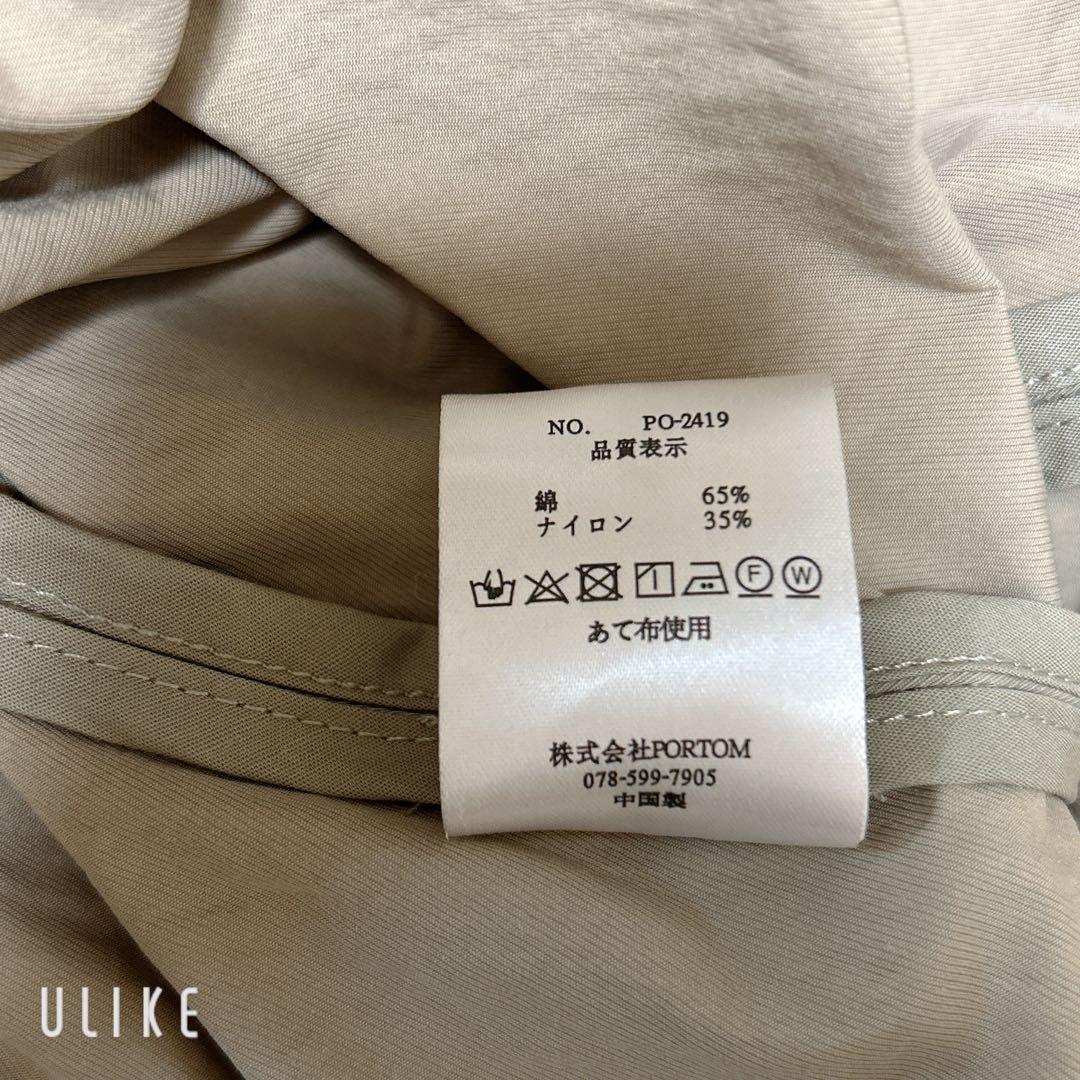 NO. PO-2419
品質表示
綿 65%
ナイロン 35%
F W
あて布使用
株式会社PORTOM
078-599-7905
中国製
ULIKE